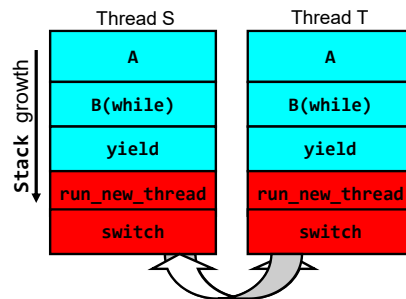 Thread S
Thread T
Stack growth
A
B(while)
yield
run_new_thread
switch
A
B(while)
yield
run_new_thread
switch